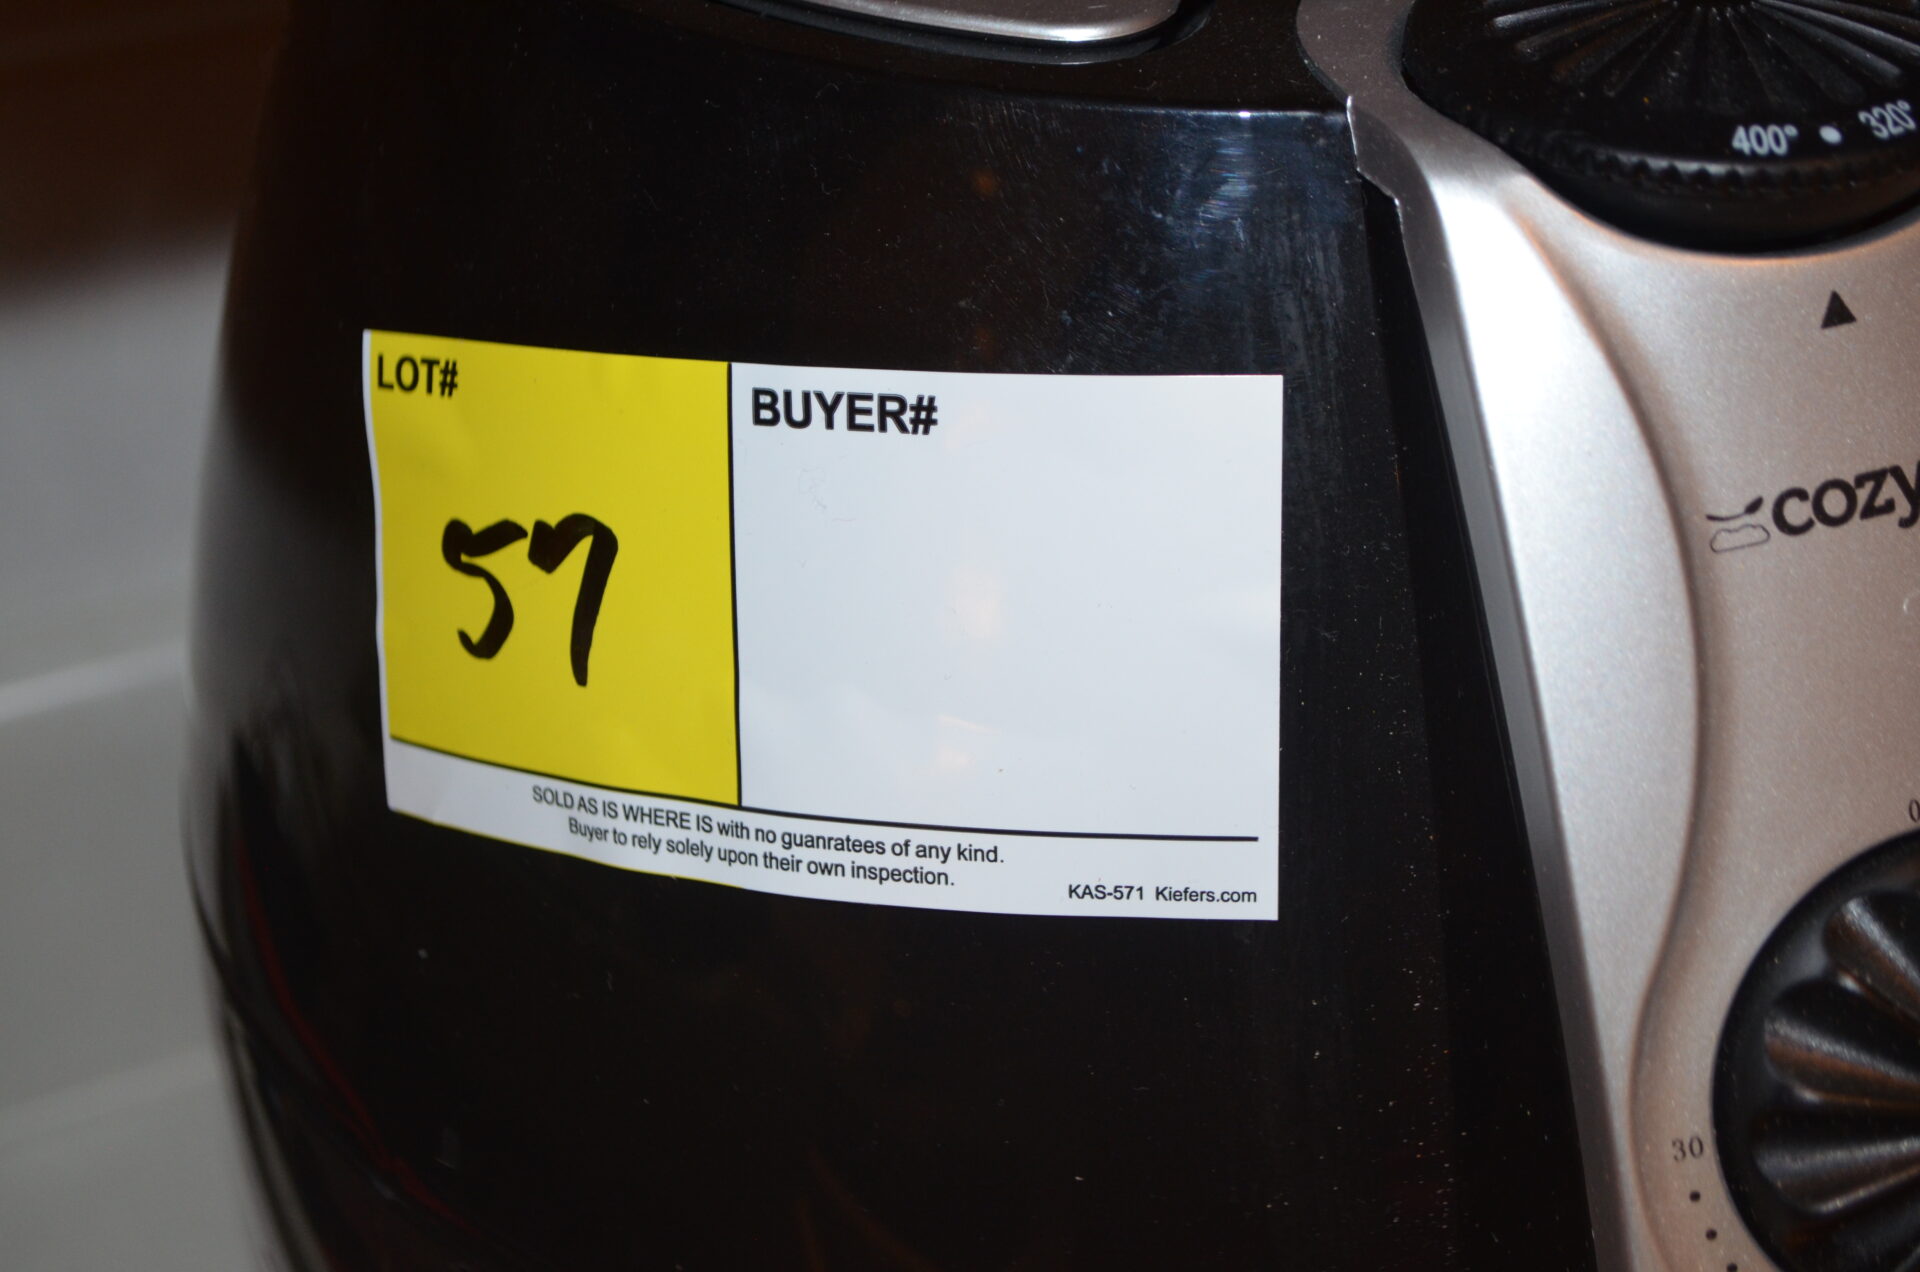 400° • 320°
LOT#
BUYER#
57
cozy
SOLD AS IS WHERE IS with no guanratees of any kind.
Buyer to rely solely upon their own inspection.
KAS-571 Kiefers.com
0
30